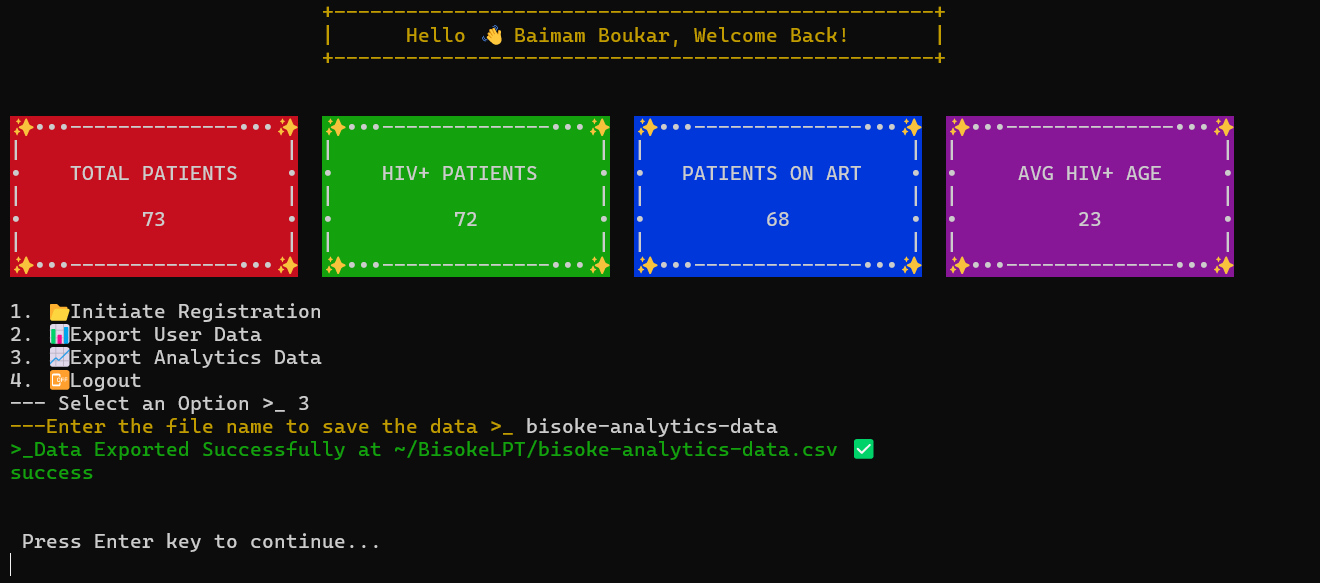 Hello 👋 Baimam Boukar, Welcome Back!
TOTAL PATIENTS
73
HIV+ PATIENTS
72
PATIENTS ON ART
68
AVG HIV+ AGE
23
1. 📂Initiate Registration
2. 📊Export User Data
3. 📈Export Analytics Data
4. 📴Logout
--- Select an Option >_ 3
---Enter the file name to save the data >_ bisoke-analytics-data
>_Data Exported Successfully at ~/BisokeLPT/bisoke-analytics-data.csv ✅
success
Press Enter key to continue...